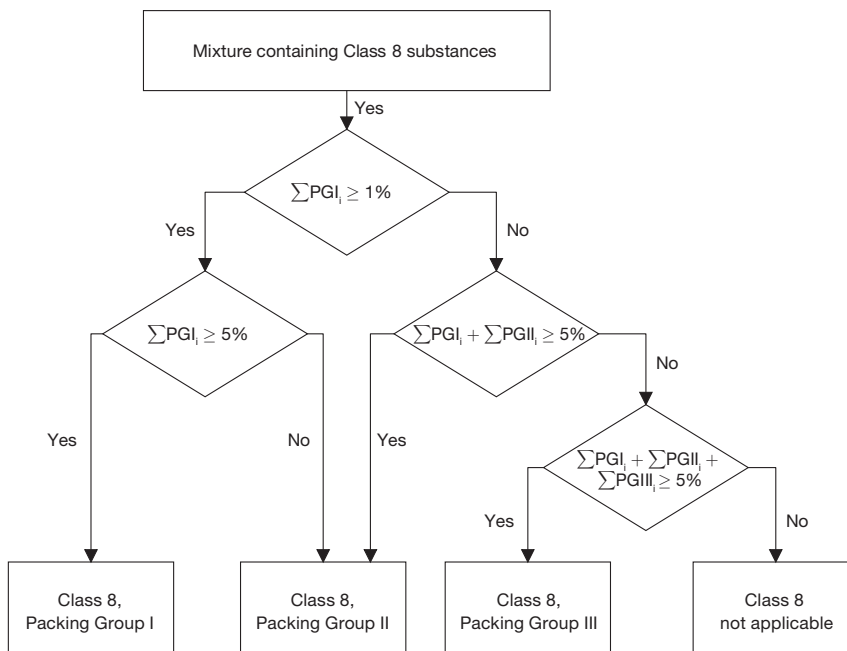 Mixture containing Class 8 substances
Yes
∑PGIᵢ ≥ 1%
Yes
No
∑PGIᵢ ≥ 5%
∑PGIᵢ + ∑PGIIᵢ ≥ 5%
No
Yes
No
Yes
∑PGIᵢ + ∑PGIIᵢ +
∑PGIIIᵢ ≥ 5%
Yes
No
Class 8,
Packing Group I
Class 8,
Packing Group II
Class 8,
Packing Group III
Class 8
not applicable